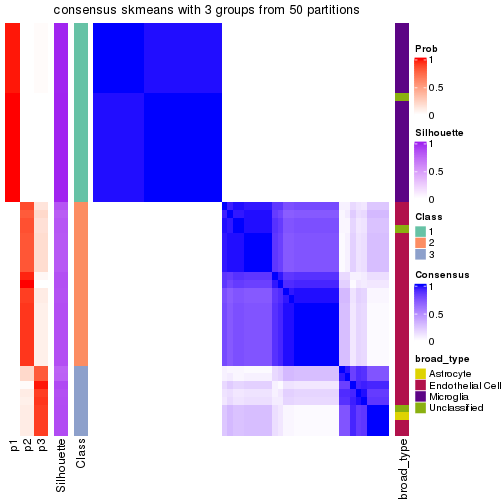 consensus skmeans with 3 groups from 50 partitions
Prob
1
0.5
0
Silhouette
1
0.5
0
Class
1
2
3
Consensus
1
0.5
0
broad_type
Astrocyte
Endothelial Cell
Microglia
Unclassified
p1
p2
p3
Silhouette
Class
broad_type